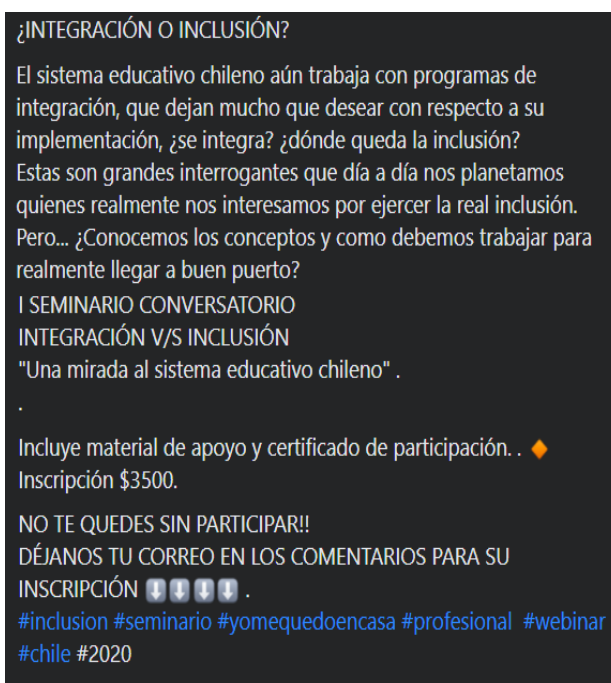 ¿INTEGRACIÓN O INCLUSIÓN?
El sistema educativo chileno aún trabaja con programas de
integración, que dejan mucho que desear con respecto a su
implementación, ¿se integra? ¿dónde queda la inclusión?
Estas son grandes interrogantes que día a día nos planetamos
quienes realmente nos interesamos por ejercer la real inclusión.
Pero... ¿Conocemos los conceptos y como debemos trabajar para
realmente llegar a buen puerto?
I SEMINARIO CONVERSATORIO
INTEGRACIÓN V/S INCLUSIÓN
"Una mirada al sistema educativo chileno" .
.
Incluye material de apoyo y certificado de participación. . 🔸
Inscripción $3500.
NO TE QUEDES SIN PARTICIPAR!!
DÉJANOS TU CORREO EN LOS COMENTARIOS PARA SU
INSCRIPCIÓN ⬇️⬇️⬇️⬇️ .
#inclusion #seminario #yomequedoencasa #profesional #webinar
#chile #2020